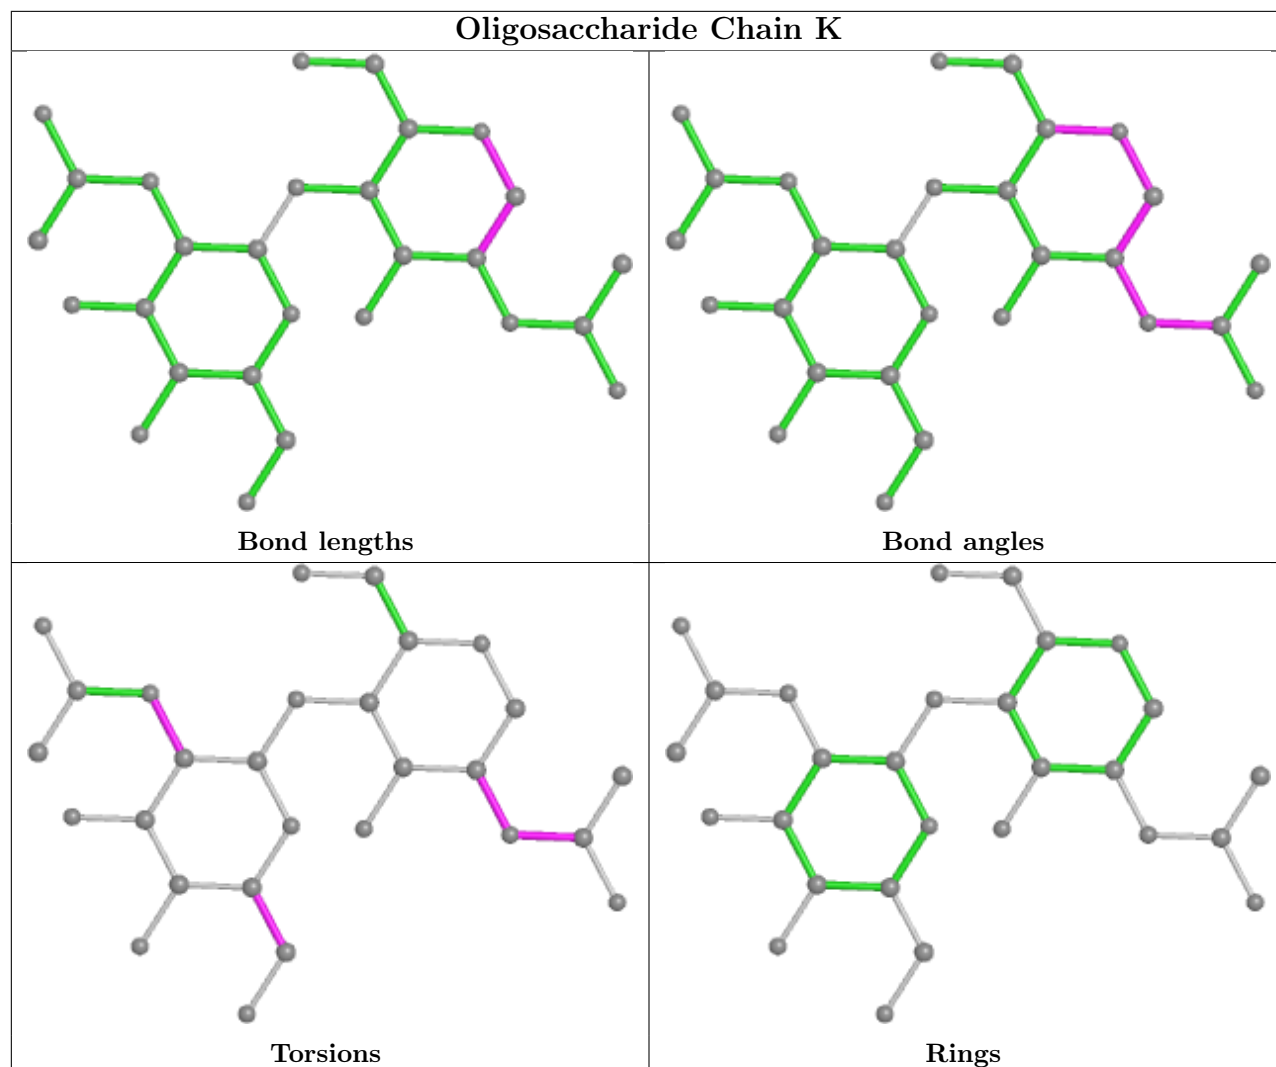 Oligosaccharide Chain K
Bond lengths
Bond angles
Torsions
Rings